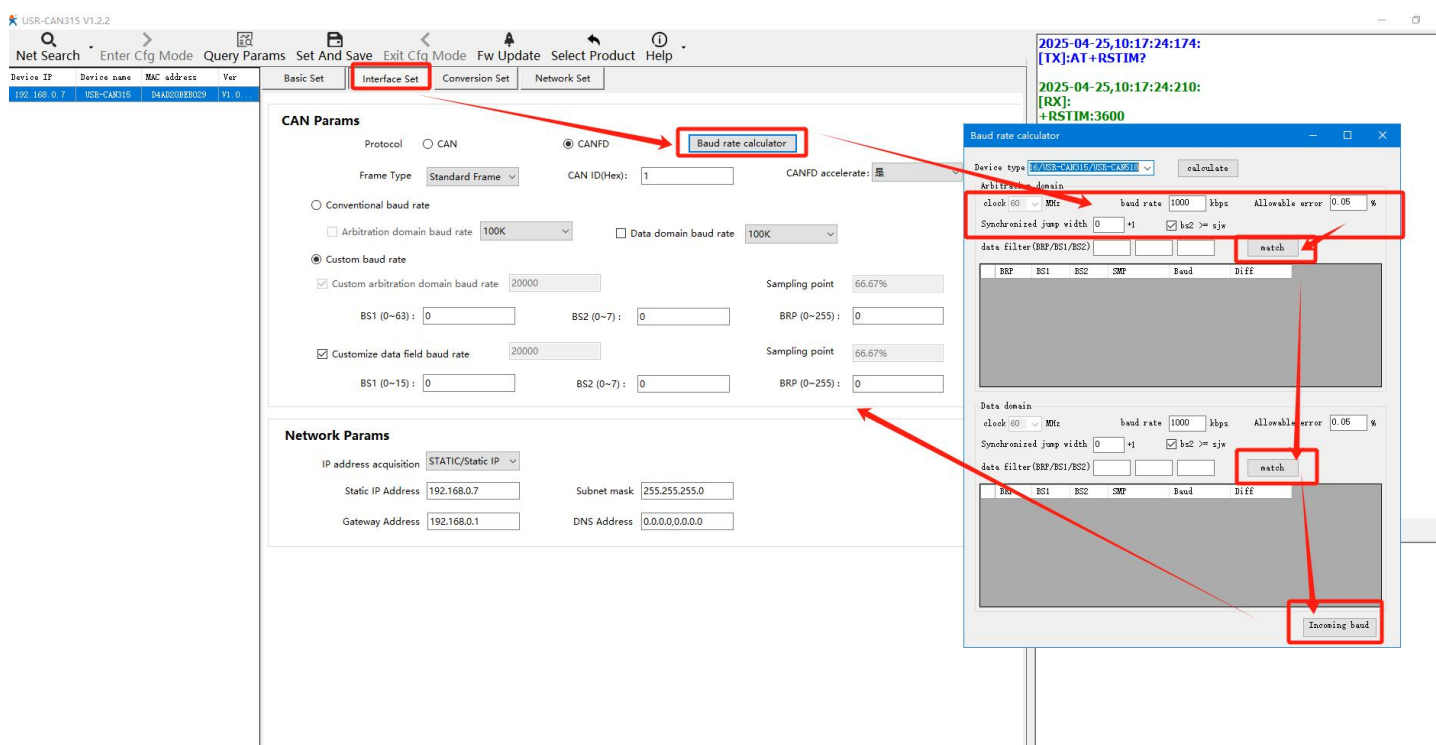 USR-CAN315 V1.2.2
Net Search Enter Cfg Mode Query Params Set And Save Exit Cfg Mode Fw Update Select Product Help
Device IP Device name MAC address Ver
192.168.0.7 USR-CAN315 D4AD20BEB029 V1.0...
Basic Set Interface Set Conversion Set Network Set
CAN Params
Protocol CAN CANFD Baud rate calculator
Frame Type Standard Frame CAN ID(Hex): 1 CANFD accelerate: 是
Conventional baud rate
Arbitration domain baud rate 100K Data domain baud rate 100K
Custom baud rate
Custom arbitration domain baud rate 20000 Sampling point 66.67%
BS1 (0~63) : 0 BS2 (0~7) : 0 BRP (0~255) : 0
Customize data field baud rate 20000 Sampling point 66.67%
BS1 (0~15) : 0 BS2 (0~7) : 0 BRP (0~255) : 0
Network Params
IP address acquisition STATIC/Static IP
Static IP Address 192.168.0.7 Subnet mask 255.255.255.0
Gateway Address 192.168.0.1 DNS Address 0.0.0.0,0.0.0.0
2025-04-25,10:17:24:174:
[TX]:AT+RSTIM?
2025-04-25,10:17:24:210:
[RX]:
+RSTIM:3600
Baud rate calculator
Device type 16/USR-CAN315/USR-CAN518 calculate
Arbitration domain
clock 60 MHz baud rate 1000 kbps Allowable error 0.05 %
Synchronized jump width 0 +1 bs2 >= sjw
data filter(BRP/BS1/BS2) match
BRP BS1 BS2 SMP Baud Diff
Data domain
clock 60 MHz baud rate 1000 kbps Allowable error 0.05 %
Synchronized jump width 0 +1 bs2 >= sjw
data filter(BRP/BS1/BS2) match
BRP BS1 BS2 SMP Baud Diff
Incoming baud